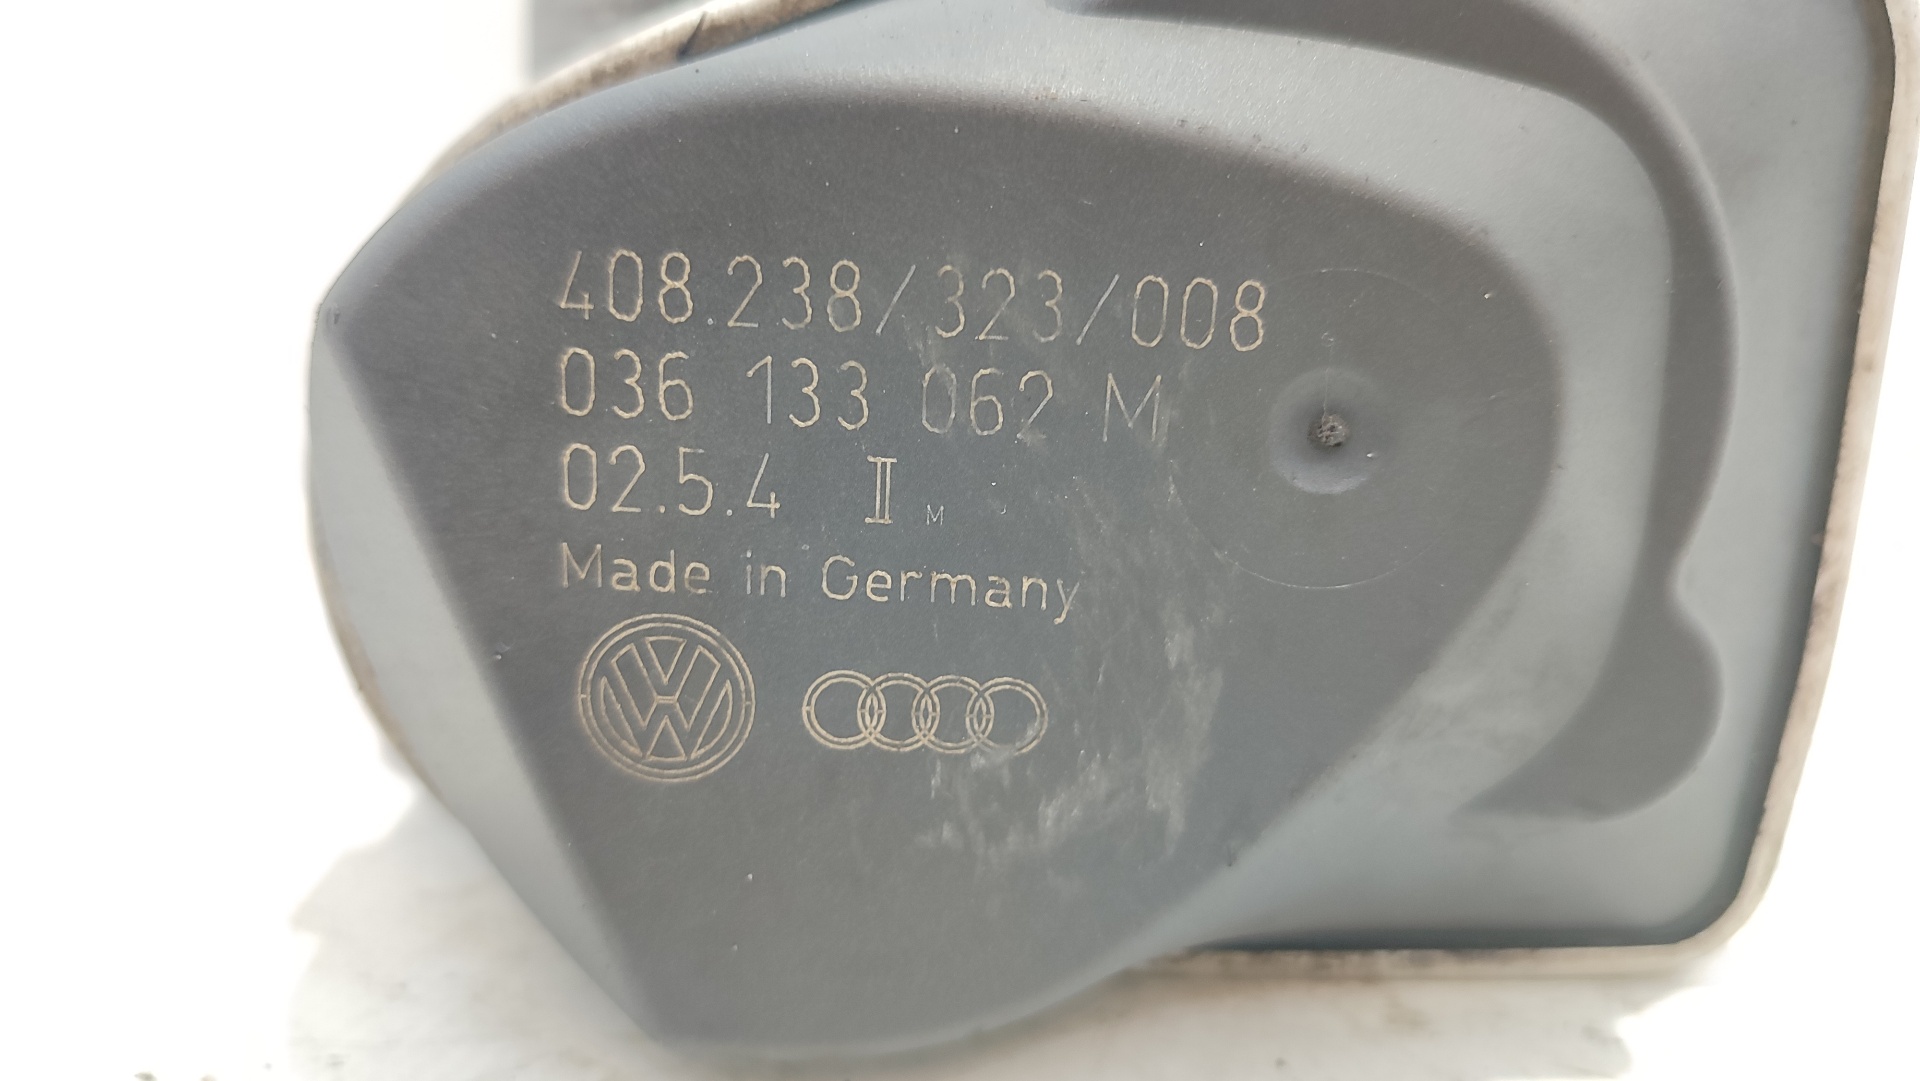 408.238/323/008
036 133 062 M
02.5.4 II M
Made in Germany